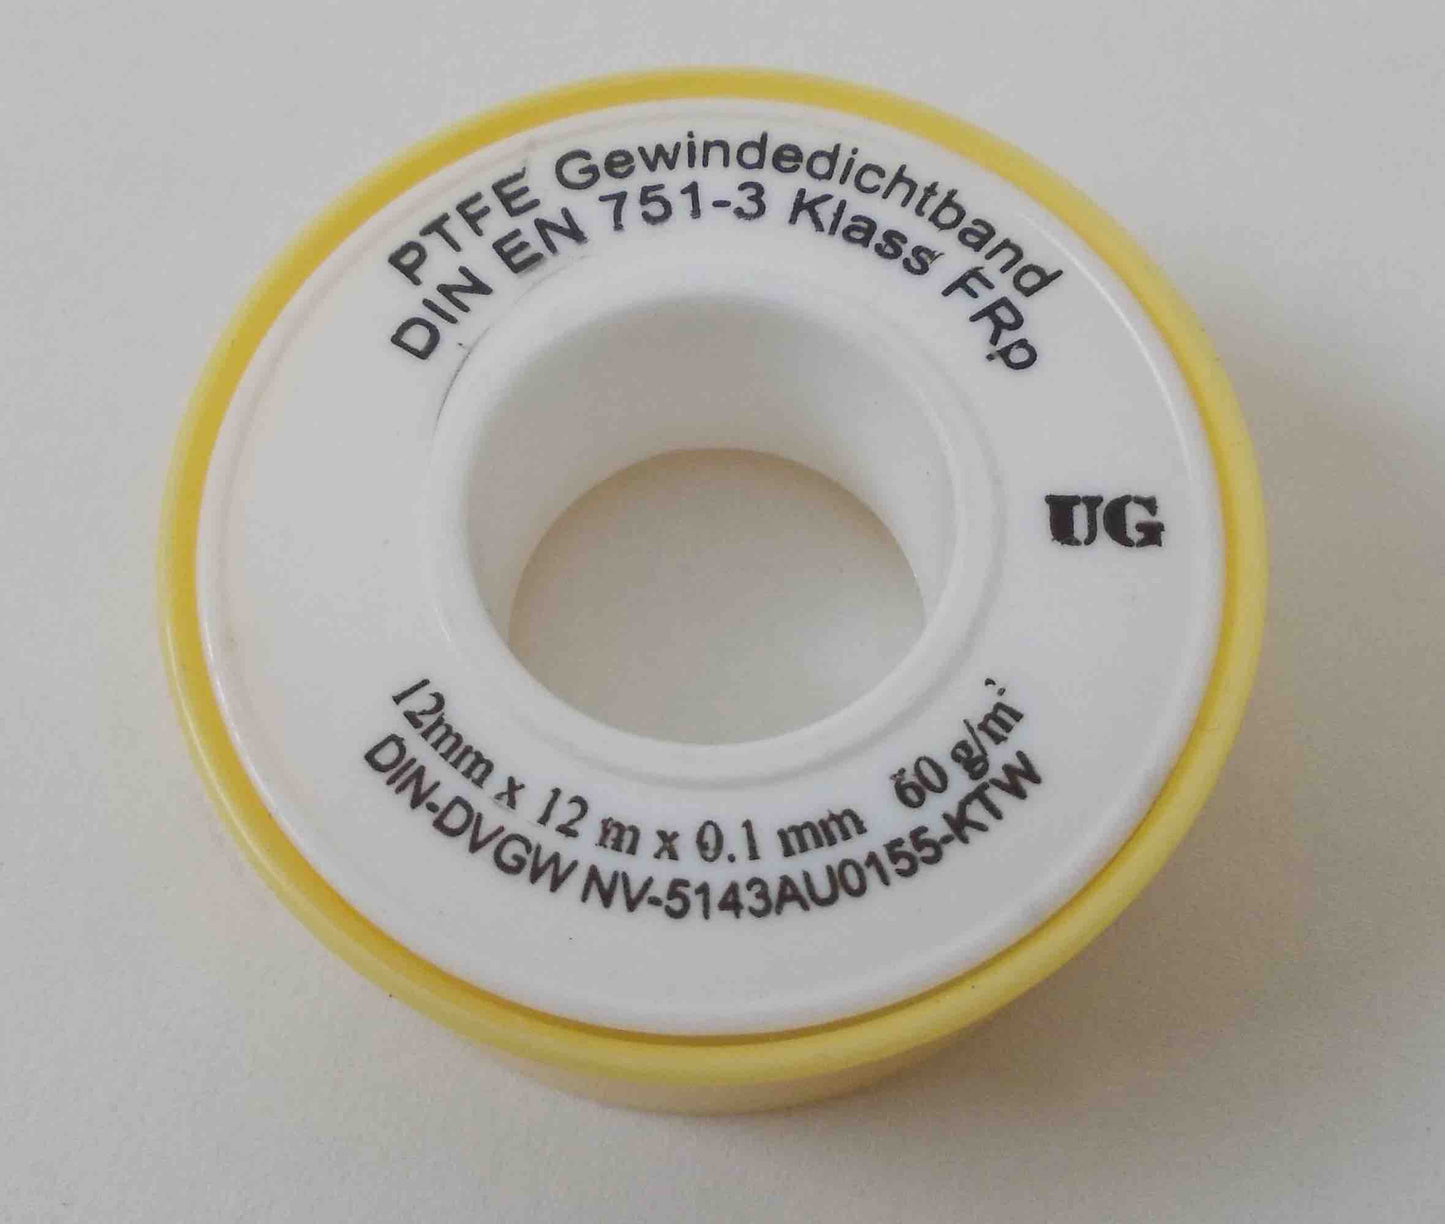 PTFE Gewindedichtband
DIN EN 751-3 Klass FRp
UG
12mm x 12 m x 0.1 mm 60 g/m²
DIN-DVGW NV-5143AU0155-KTW